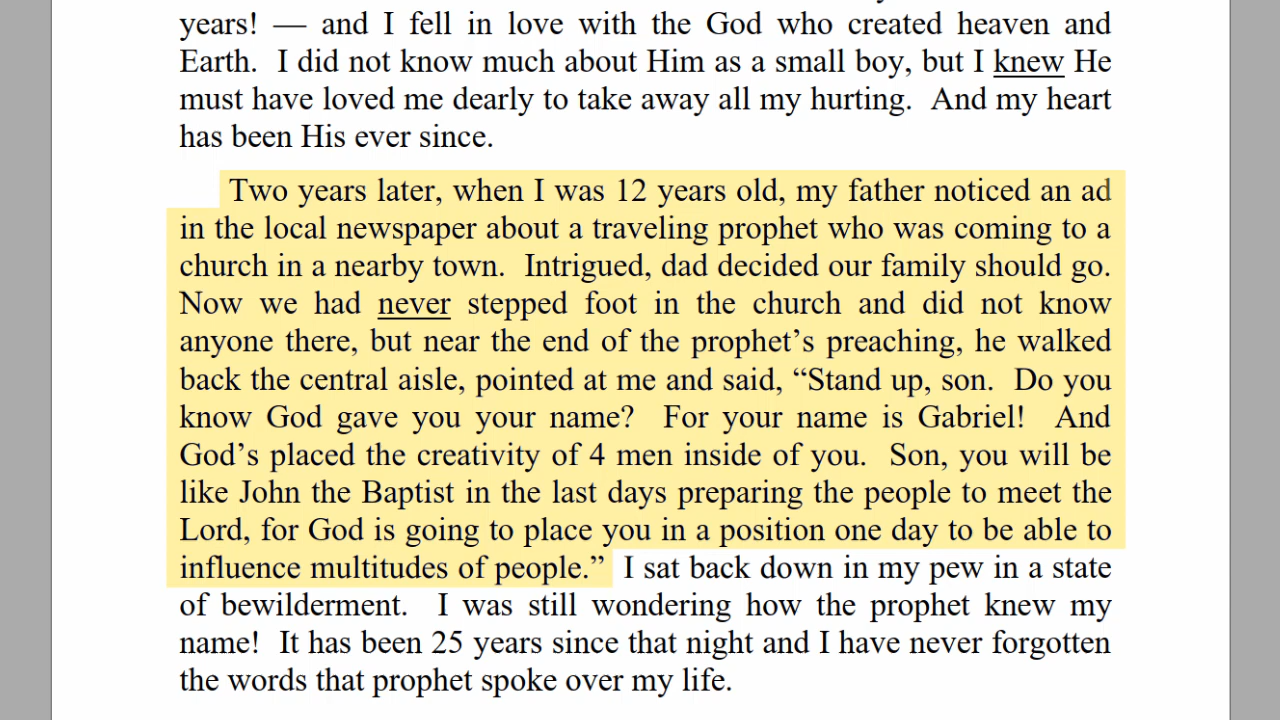 years! — and I fell in love with the God who created heaven and
Earth. I did not know much about Him as a small boy, but I knew He
must have loved me dearly to take away all my hurting. And my heart
has been His ever since.
Two years later, when I was 12 years old, my father noticed an ad
in the local newspaper about a traveling prophet who was coming to a
church in a nearby town. Intrigued, dad decided our family should go.
Now we had never stepped foot in the church and did not know
anyone there, but near the end of the prophet’s preaching, he walked
back the central aisle, pointed at me and said, “Stand up, son. Do you
know God gave you your name? For your name is Gabriel! And
God’s placed the creativity of 4 men inside of you. Son, you will be
like John the Baptist in the last days preparing the people to meet the
Lord, for God is going to place you in a position one day to be able to
influence multitudes of people.” I sat back down in my pew in a state
of bewilderment. I was still wondering how the prophet knew my
name! It has been 25 years since that night and I have never forgotten
the words that prophet spoke over my life.